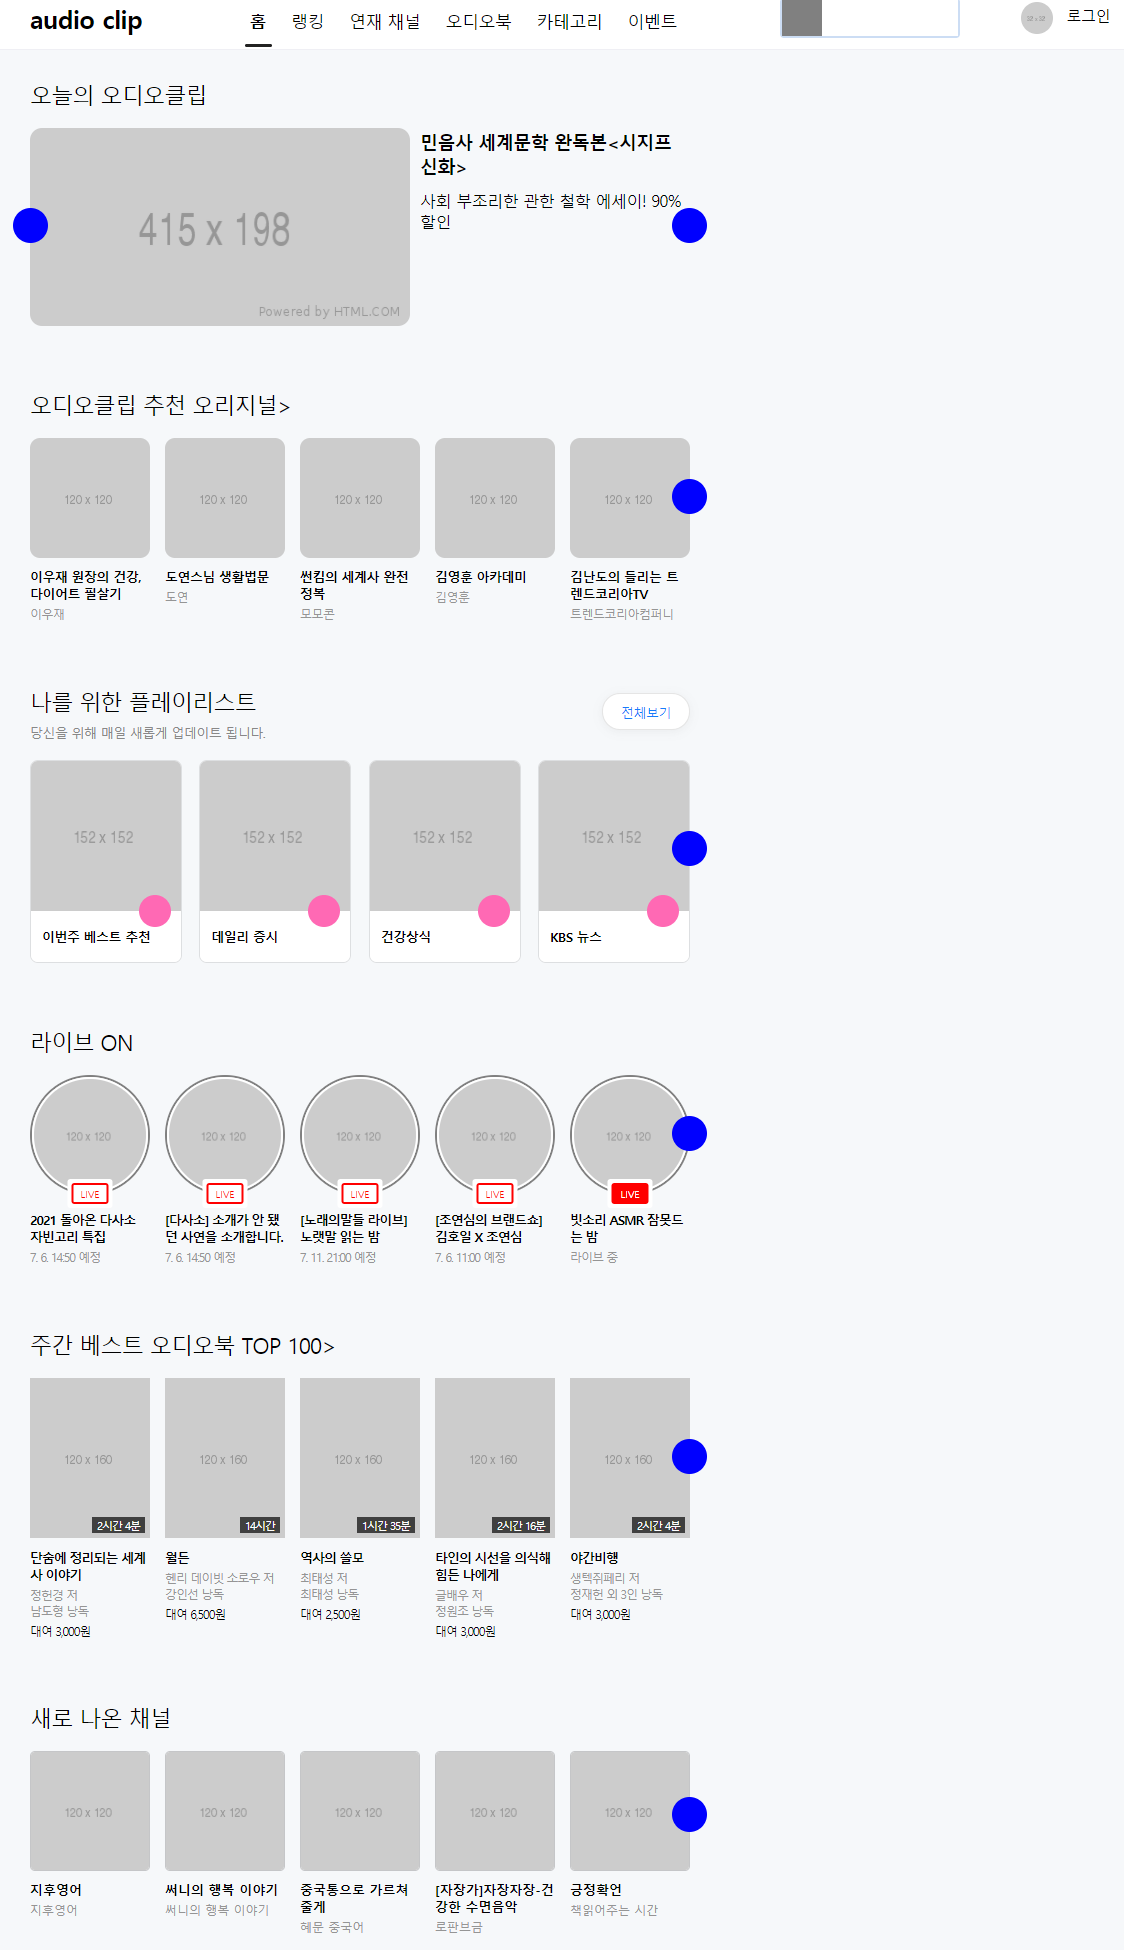 audio clip
홈 랭킹 연재 채널 오디오북 카테고리 이벤트
로그인
오늘의 오디오클립
415 x 198
Powered by HTML.COM
민음사 세계문학 완독본<시지프
신화>
사회 부조리한 관한 철학 에세이! 90%
할인
오디오클립 추천 오리지널>
120 x 120 120 x 120 120 x 120 120 x 120 120 x 120
이우재 원장의 건강,
다이어트 필살기
이우재
도연스님 생활법문
도연
썬킴의 세계사 완전
정복
모모콘
김영훈 아카데미
김영훈
김난도의 들리는 트
렌드코리아TV
트렌드코리아컴퍼니
나를 위한 플레이리스트
당신을 위해 매일 새롭게 업데이트 됩니다.
전체보기
152 x 152 152 x 152 152 x 152 152 x 152
이번주 베스트 추천
데일리 증시
건강상식
KBS 뉴스
라이브 ON
120 x 120 120 x 120 120 x 120 120 x 120 120 x 120
LIVE LIVE LIVE LIVE LIVE
2021 돌아온 다사소
자빈고리 특집
7. 6. 14:50 예정
[다사소] 소개가 안 됐
던 사연을 소개합니다.
7. 6. 14:50 예정
[노래의말들 라이브]
노랫말 읽는 밤
7. 11. 21:00 예정
[조연심의 브랜드쇼]
김호일 X 조연심
7. 6. 11:00 예정
빗소리 ASMR 잠못드
는 밤
라이브 중
주간 베스트 오디오북 TOP 100>
120 x 160 120 x 160 120 x 160 120 x 160 120 x 160
2시간 4분 14시간 1시간 35분 2시간 16분 2시간 4분
단숨에 정리되는 세계
사 이야기
정헌경 저
남도형 낭독
대여 3,000원
월든
헨리 데이빗 소로우 저
강인선 낭독
대여 6,500원
역사의 쓸모
최태성 저
최태성 낭독
대여 2,500원
타인의 시선을 의식해
힘든 나에게
글배우 저
정원조 낭독
대여 3,000원
야간비행
생텍쥐페리 저
정재헌 외 3인 낭독
대여 3,000원
새로 나온 채널
120 x 120 120 x 120 120 x 120 120 x 120 120 x 120
지후영어
지후영어
써니의 행복 이야기
써니의 행복 이야기
중국통으로 가르쳐
줄게
혜문 중국어
[자장가]자장자장-건
강한 수면음악
로판브금
긍정확언
책읽어주는 시간